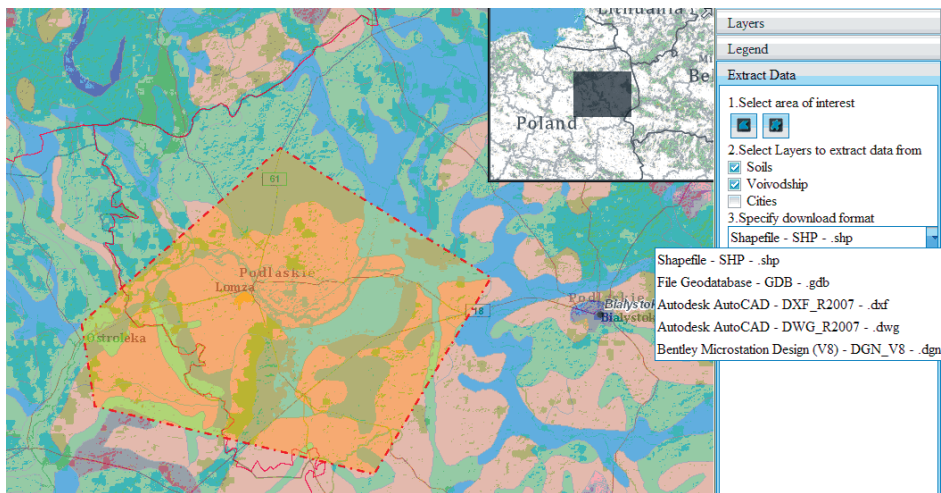 Lithuania
Be
Poland
61
Podlaskie
Lomza
18
Ostroleka
Podlaskie
Bialystok
Bialystok
Layers
Legend
Extract Data
1.Select area of interest
2.Select Layers to extract data from
Soils
Voivodship
Cities
3.Specify download format
Shapefile - SHP - .shp
Shapefile - SHP - .shp
File Geodatabase - GDB - .gdb
Autodesk AutoCAD - DXF_R2007 - .dxf
Autodesk AutoCAD - DWG_R2007 - .dwg
Bentley Microstation Design (V8) - DGN_V8 - .dgn